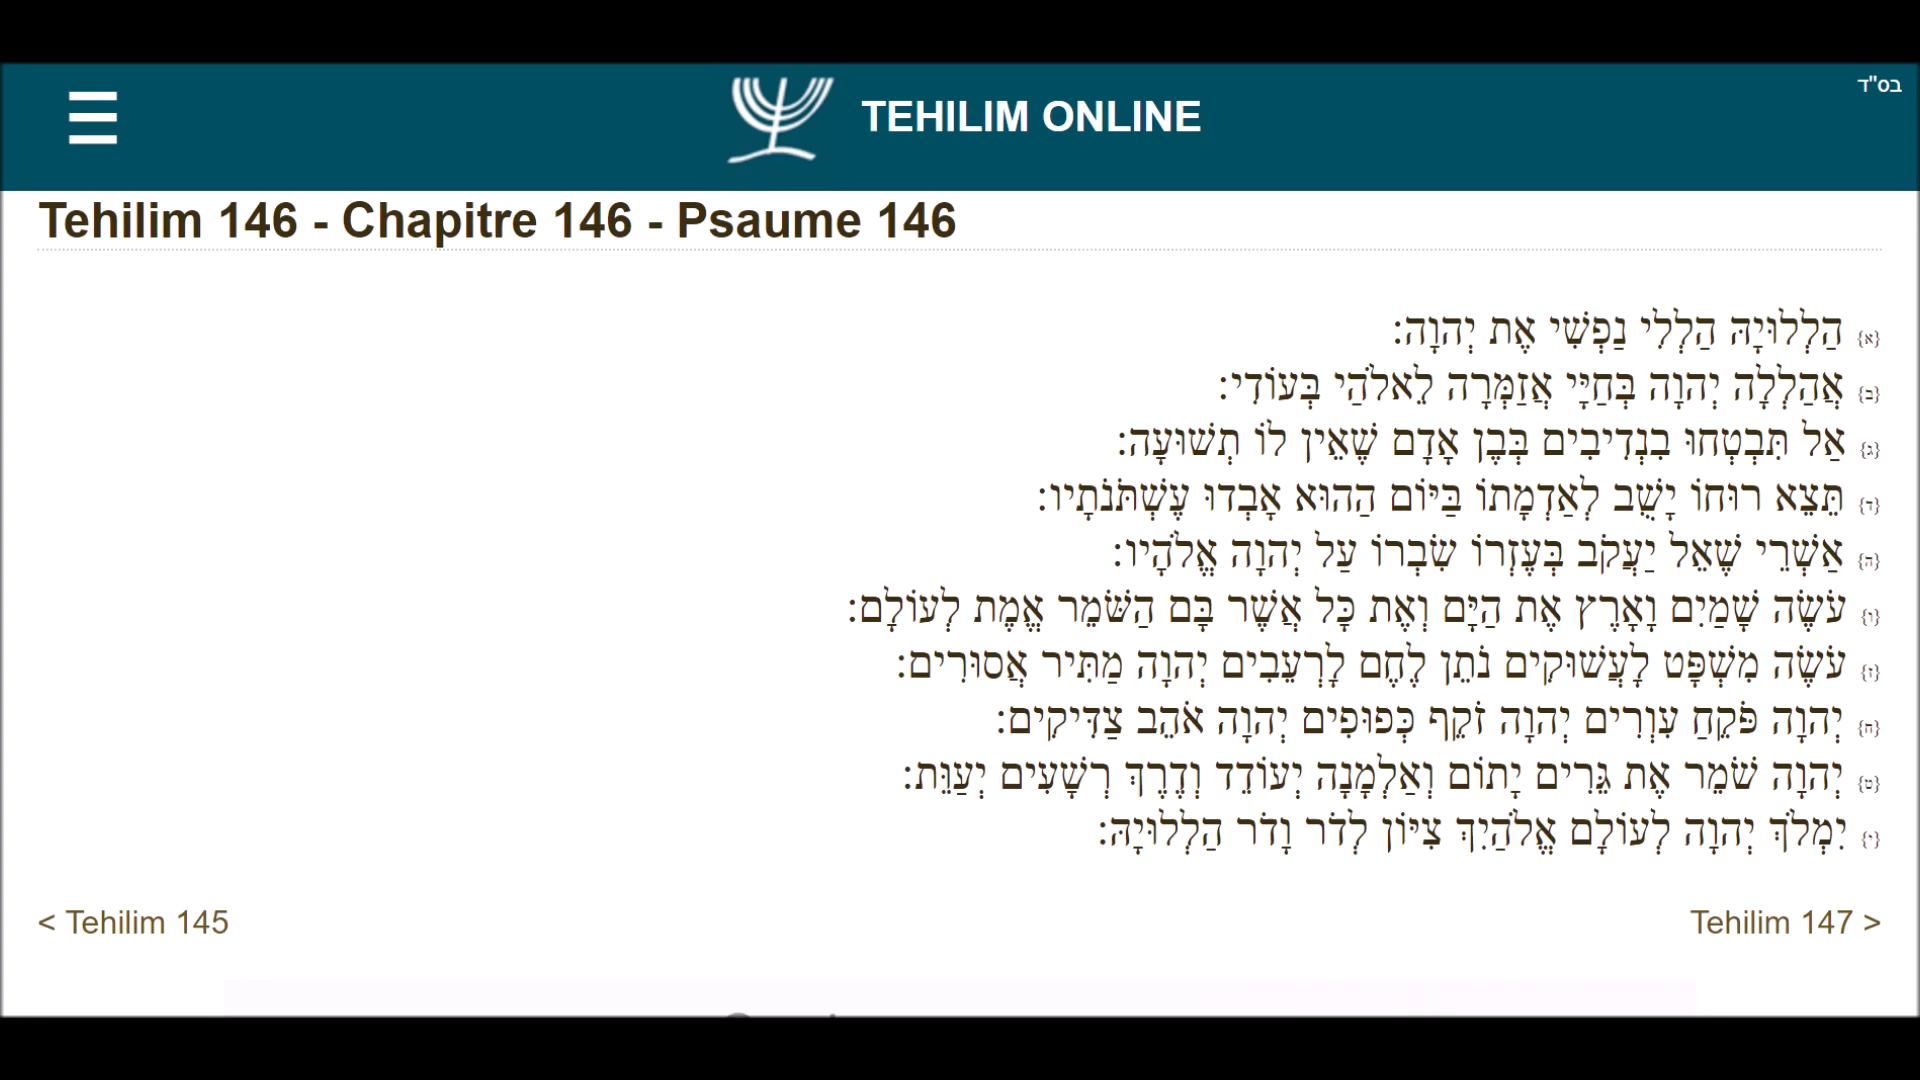 בס"ד
TEHILIM ONLINE
Tehilim 146 - Chapitre 146 - Psaume 146
{א} הַלְלוּיָהּ הַלְלִי נַפְשִׁי אֶת יְהוָה:
{ב} אֲהַלְלָה יְהוָה בְּחַיָּי אֲזַמְּרָה לֵאלֹהַי בְּעוֹדִי:
{ג} אַל תִּבְטְחוּ בִנְדִיבִים בְּבֶן אָדָם שֶׁאֵין לוֹ תְשׁוּעָה:
{ד} תֵּצֵא רוּחוֹ יָשֻׁב לְאַדְמָתוֹ בַּיּוֹם הַהוּא אָבְדוּ עֶשְׁתֹּנֹתָיו:
{ה} אַשְׁרֵי שֶׁאֵל יַעֲקֹב בְּעֶזְרוֹ שִׂבְרוֹ עַל יְהוָה אֱלֹהָיו:
{ו} עֹשֶׂה שָׁמַיִם וָאָרֶץ אֶת הַיָּם וְאֶת כָּל אֲשֶׁר בָּם הַשֹּׁמֵר אֱמֶת לְעוֹלָם:
{ז} עֹשֶׂה מִשְׁפָּט לָעֲשׁוּקִים נֹתֵן לֶחֶם לָרְעֵבִים יְהוָה מַתִּיר אֲסוּרִים:
{ח} יְהוָה פֹּקֵחַ עִוְרִים יְהוָה זֹקֵף כְּפוּפִים יְהוָה אֹהֵב צַדִּיקִים:
{ט} יְהוָה שֹׁמֵר אֶת גֵּרִים יָתוֹם וְאַלְמָנָה יְעוֹדֵד וְדֶרֶךְ רְשָׁעִים יְעַוֵּת:
{י} יִמְלֹךְ יְהוָה לְעוֹלָם אֱלֹהַיִךְ צִיּוֹן לְדֹר וָדֹר הַלְלוּיָהּ:
< Tehilim 145
Tehilim 147 >